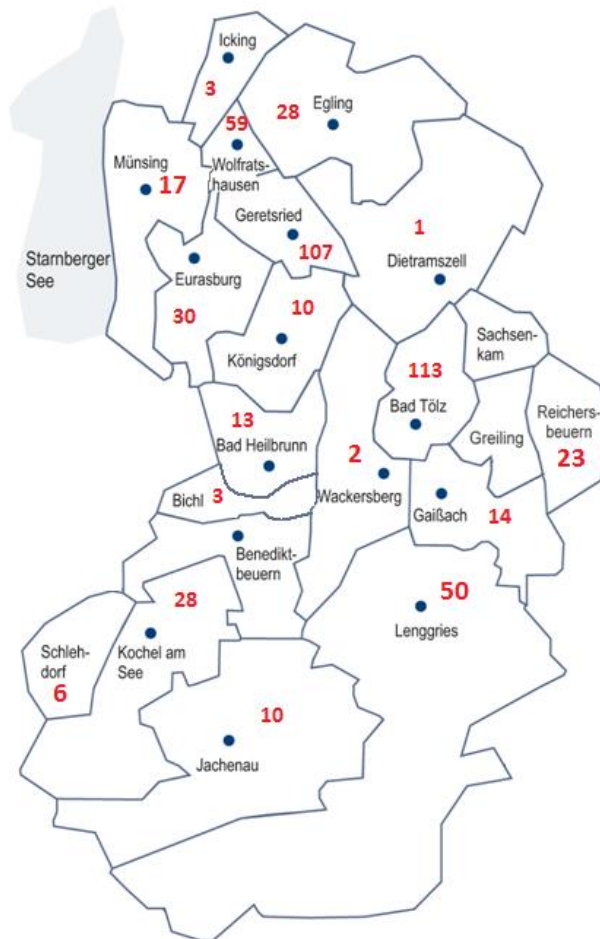 Icking
3
28
Egling
59
Wolfrats-
hausen
Münsing
17
Geretsried
107
1
Dietramszell
Starnberger
See
Eurasburg
30
10
Königsdorf
Sachsen-
kam
113
Bad Tölz
Reichers-
beuern
23
Greiling
13
Bad Heilbrunn
2
Wackersberg
Bichl
3
Gaißach
14
Benedikt-
beuern
28
50
Lenggries
Schleh-
dorf
6
Kochel am
See
10
Jachenau